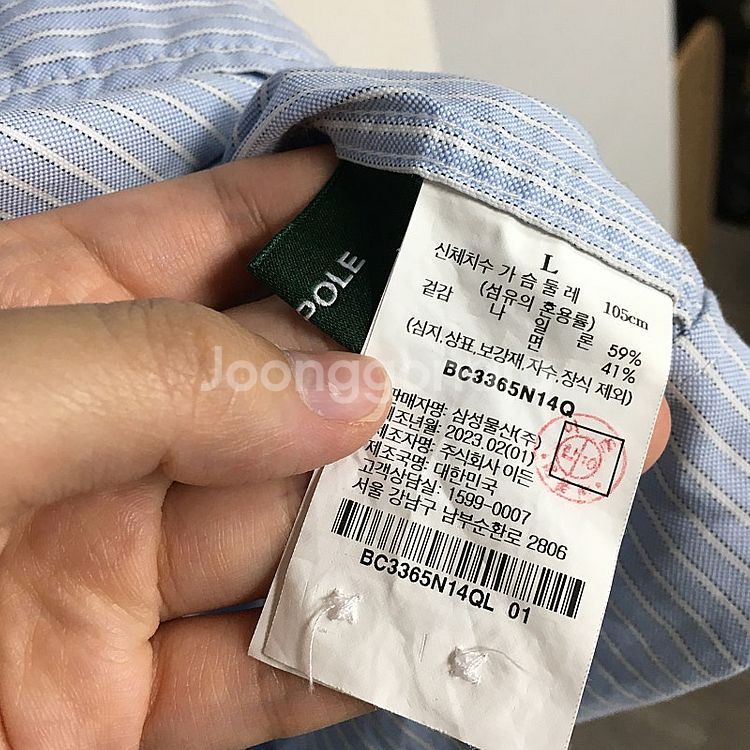 POLE
L
신체치수 가 슴 둘 레 105cm
(섬유의 혼용률)
겉감 나 일 론 59%
면 41%
(심지,상표,보강재,자수,장식 제외)
BC3365N14Q
판매자명: 삼성물산(주)
제조년월: 2023.02(01)
제조자명: 주식회사 이든
제조국명: 대한민국
고객상담실: 1599-0007
서울 강남구 남부순환로 2806
BC3365N14QL 01